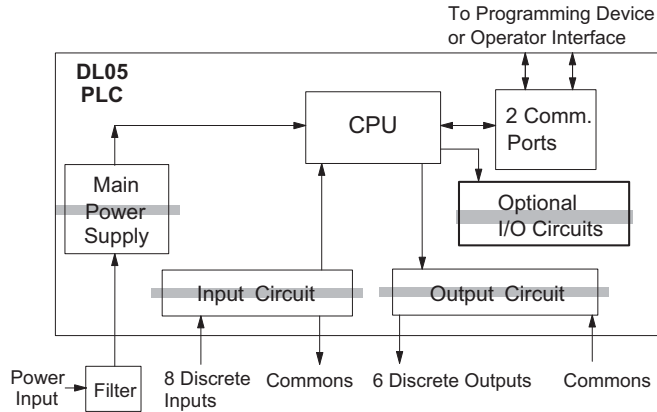 To Programming Device
or Operator Interface
DL05
PLC
CPU
2 Comm.
Ports
Main
Power
Supply
Optional
I/O Circuits
Input Circuit
Output Circuit
Power
Input
Filter
8 Discrete
Inputs
Commons
6 Discrete Outputs
Commons